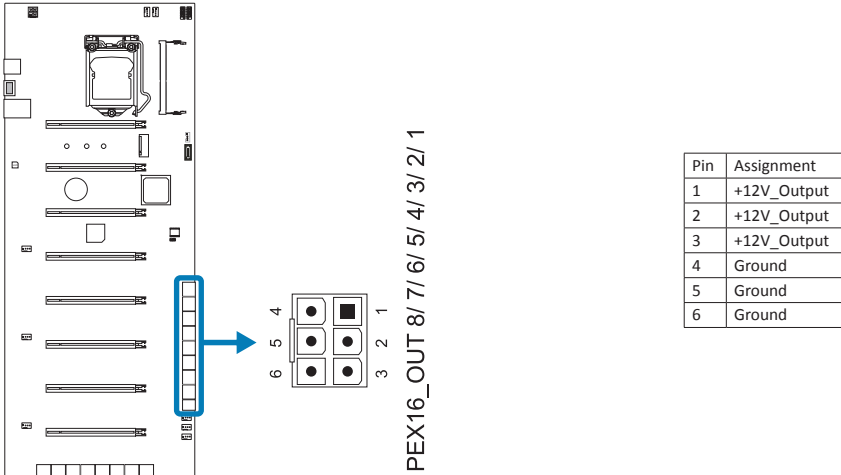 4 1
5 2
6 3
PEX16_OUT 8/ 7/ 6/ 5/ 4/ 3/ 2/ 1
Pin Assignment
1 +12V_Output
2 +12V_Output
3 +12V_Output
4 Ground
5 Ground
6 Ground